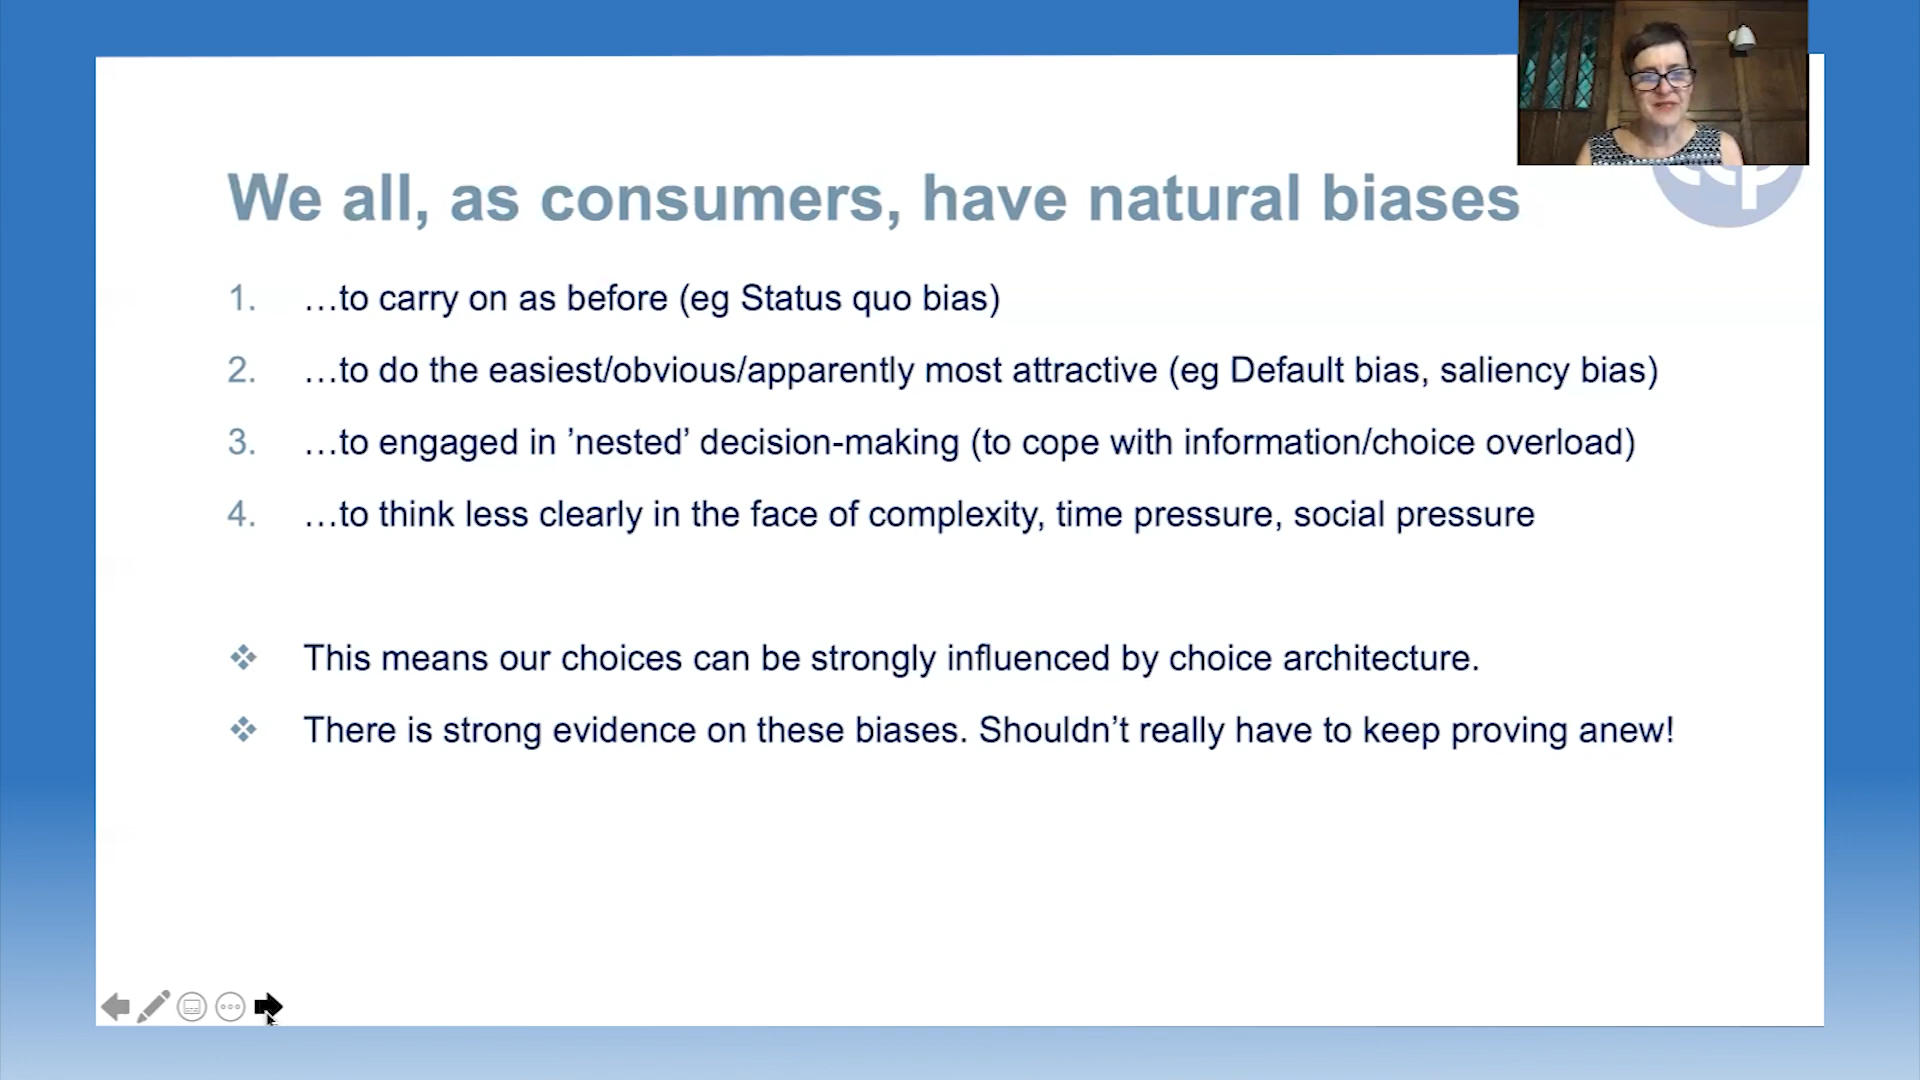 We all, as consumers, have natural biases
1. …to carry on as before (eg Status quo bias)
2. …to do the easiest/obvious/apparently most attractive (eg Default bias, saliency bias)
3. …to engaged in ’nested’ decision-making (to cope with information/choice overload)
4. …to think less clearly in the face of complexity, time pressure, social pressure
❖ This means our choices can be strongly influenced by choice architecture.
❖ There is strong evidence on these biases. Shouldn’t really have to keep proving anew!